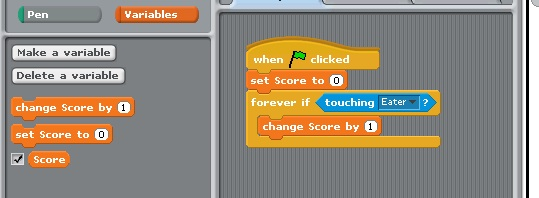 Pen
Variables
Make a variable
Delete a variable
change Score by 1
set Score to 0
Score
when clicked
set Score to 0
forever if touching Eater ?
change Score by 1